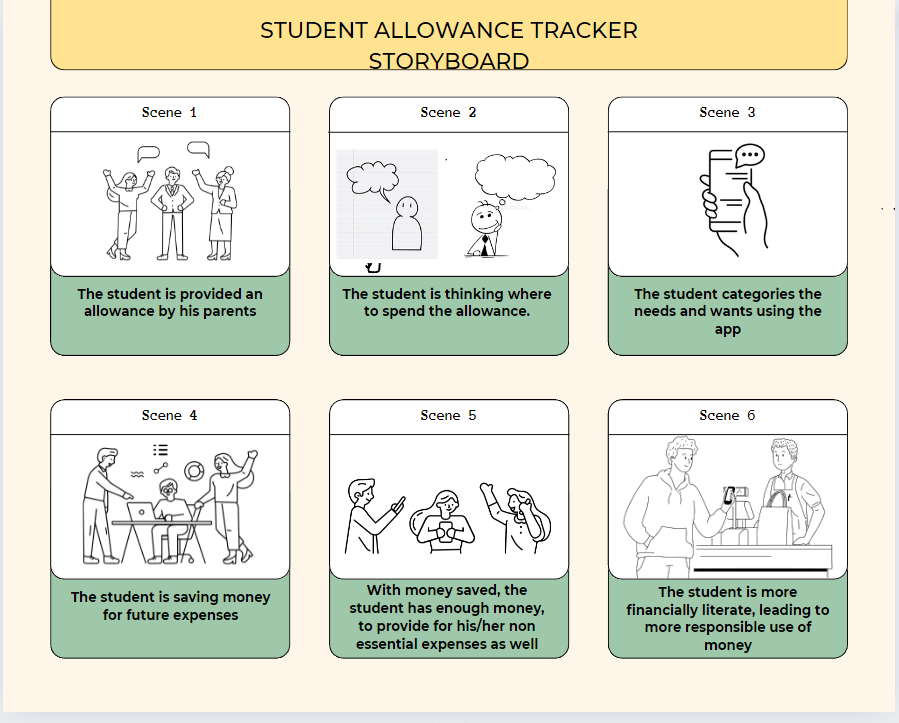 STUDENT ALLOWANCE TRACKER
STORYBOARD
Scene 1
The student is provided an
allowance by his parents
Scene 2
The student is thinking where
to spend the allowance.
Scene 3
The student categories the
needs and wants using the
app
Scene 4
The student is saving money
for future expenses
Scene 5
With money saved, the
student has enough money,
to provide for his/her non
essential expenses as well
Scene 6
The student is more
financially literate, leading to
more responsible use of
money